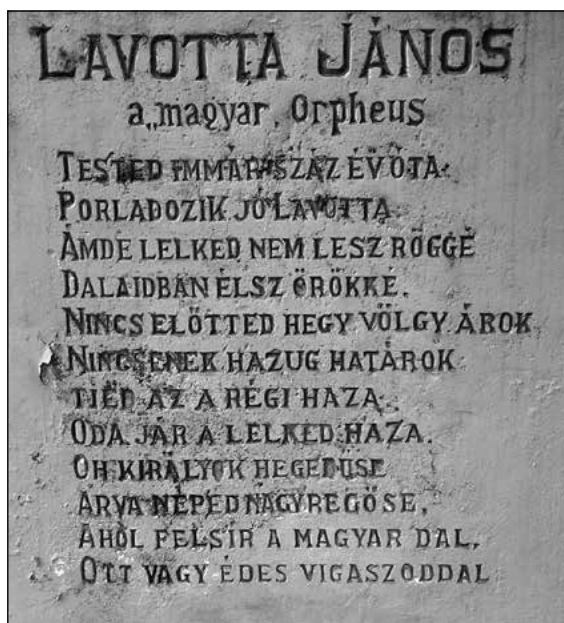 LAVOTTA JÁNOS
a „magyar, Orpheus
TESTED IMMÁR SZÁZ ÉV ÓTA
PORLADOZIK JÓ LAVOTTA
ÁMDE LELKED NEM LESZ RÖGGÉ
DALAIDBAN ÉLSZ ÖRÖKKÉ.
NINCS ELŐTTED HEGY VÖLGY ÁROK
NINCSENEK HAZUG HATÁROK
TIÉD AZ A RÉGI HAZA
ODA JÁR A LELKED HAZA.
OH KIRÁLYOK HEGEDŰSE
ÁRVA NÉPED NAGY REGŐSE,
AHOL FELSÍR A MAGYAR DAL,
OTT VAGY ÉDES VIGASZODDAL